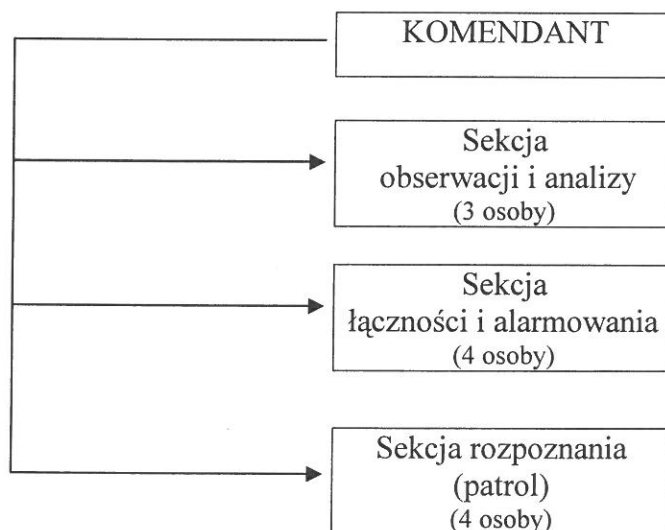 KOMENDANT
Sekcja
obserwacji i analizy
(3 osoby)
Sekcja
łączności i alarmowania
(4 osoby)
Sekcja rozpoznania
(patrol)
(4 osoby)